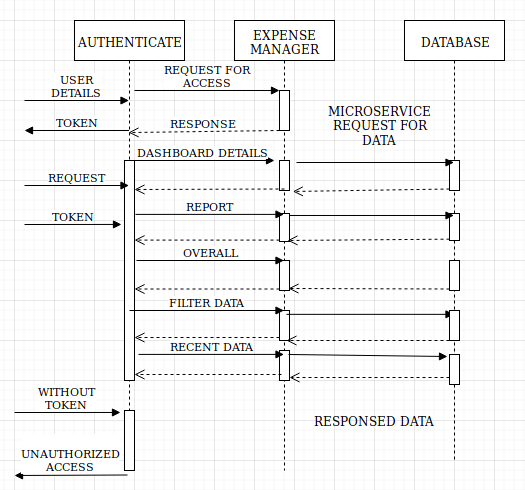 AUTHENTICATE
EXPENSE
MANAGER
DATABASE
USER
DETAILS
REQUEST FOR
ACCESS
TOKEN
RESPONSE
MICROSERVICE
REQUEST FOR
DATA
DASHBOARD DETAILS
REQUEST
TOKEN
REPORT
OVERALL
FILTER DATA
RECENT DATA
WITHOUT
TOKEN
RESPONSED DATA
UNAUTHORIZED
ACCESS